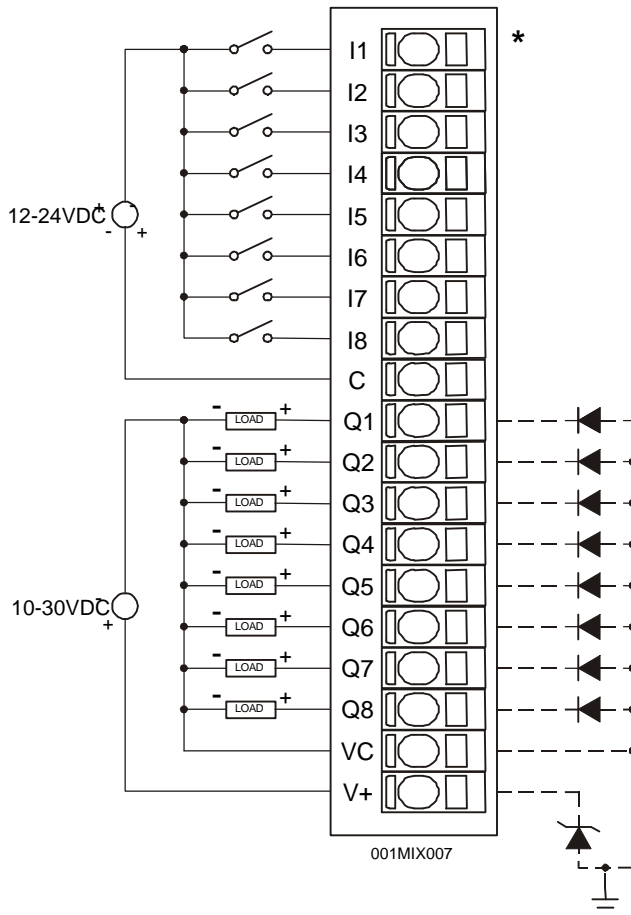 I1 *
I2
I3
I4
12-24VDC + -
- +
I5
I6
I7
I8
C
- LOAD + Q1
- LOAD + Q2
- LOAD + Q3
- LOAD + Q4
- LOAD + Q5
10-30VDC -
+
- LOAD + Q6
- LOAD + Q7
- LOAD + Q8
VC
V+
001MIX007